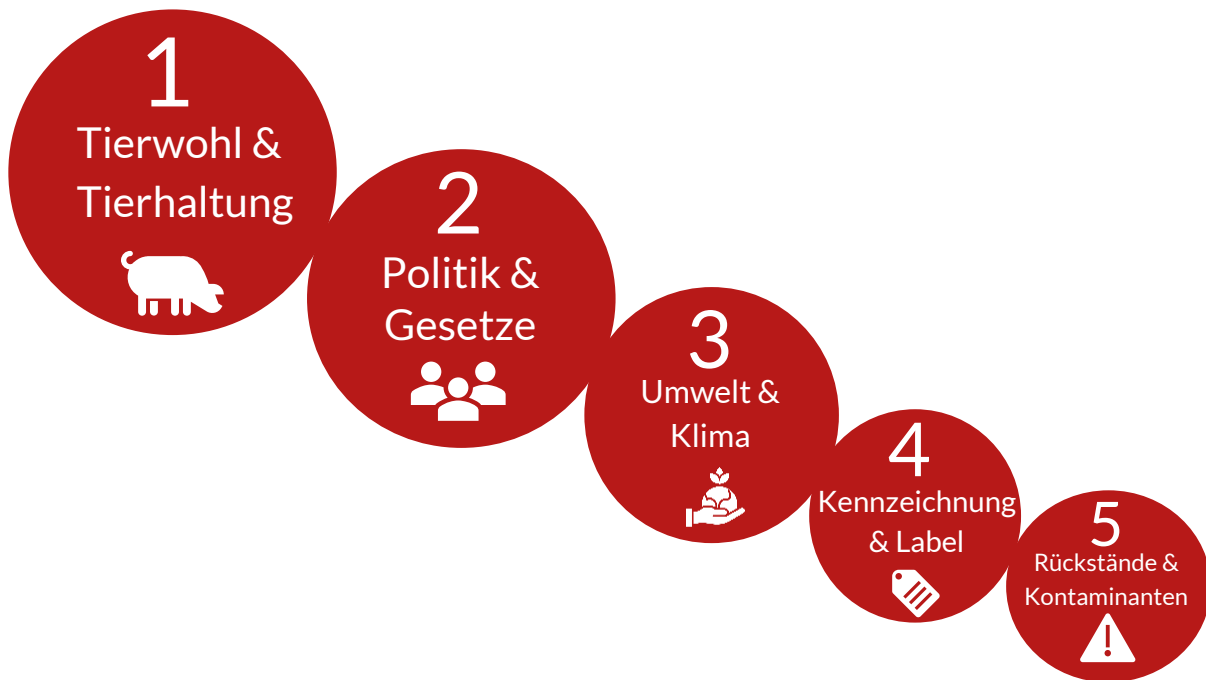 1
Tierwohl &
Tierhaltung
2
Politik &
Gesetze
3
Umwelt &
Klima
4
Kennzeichnung
& Label
5
Rückstände &
Kontaminanten